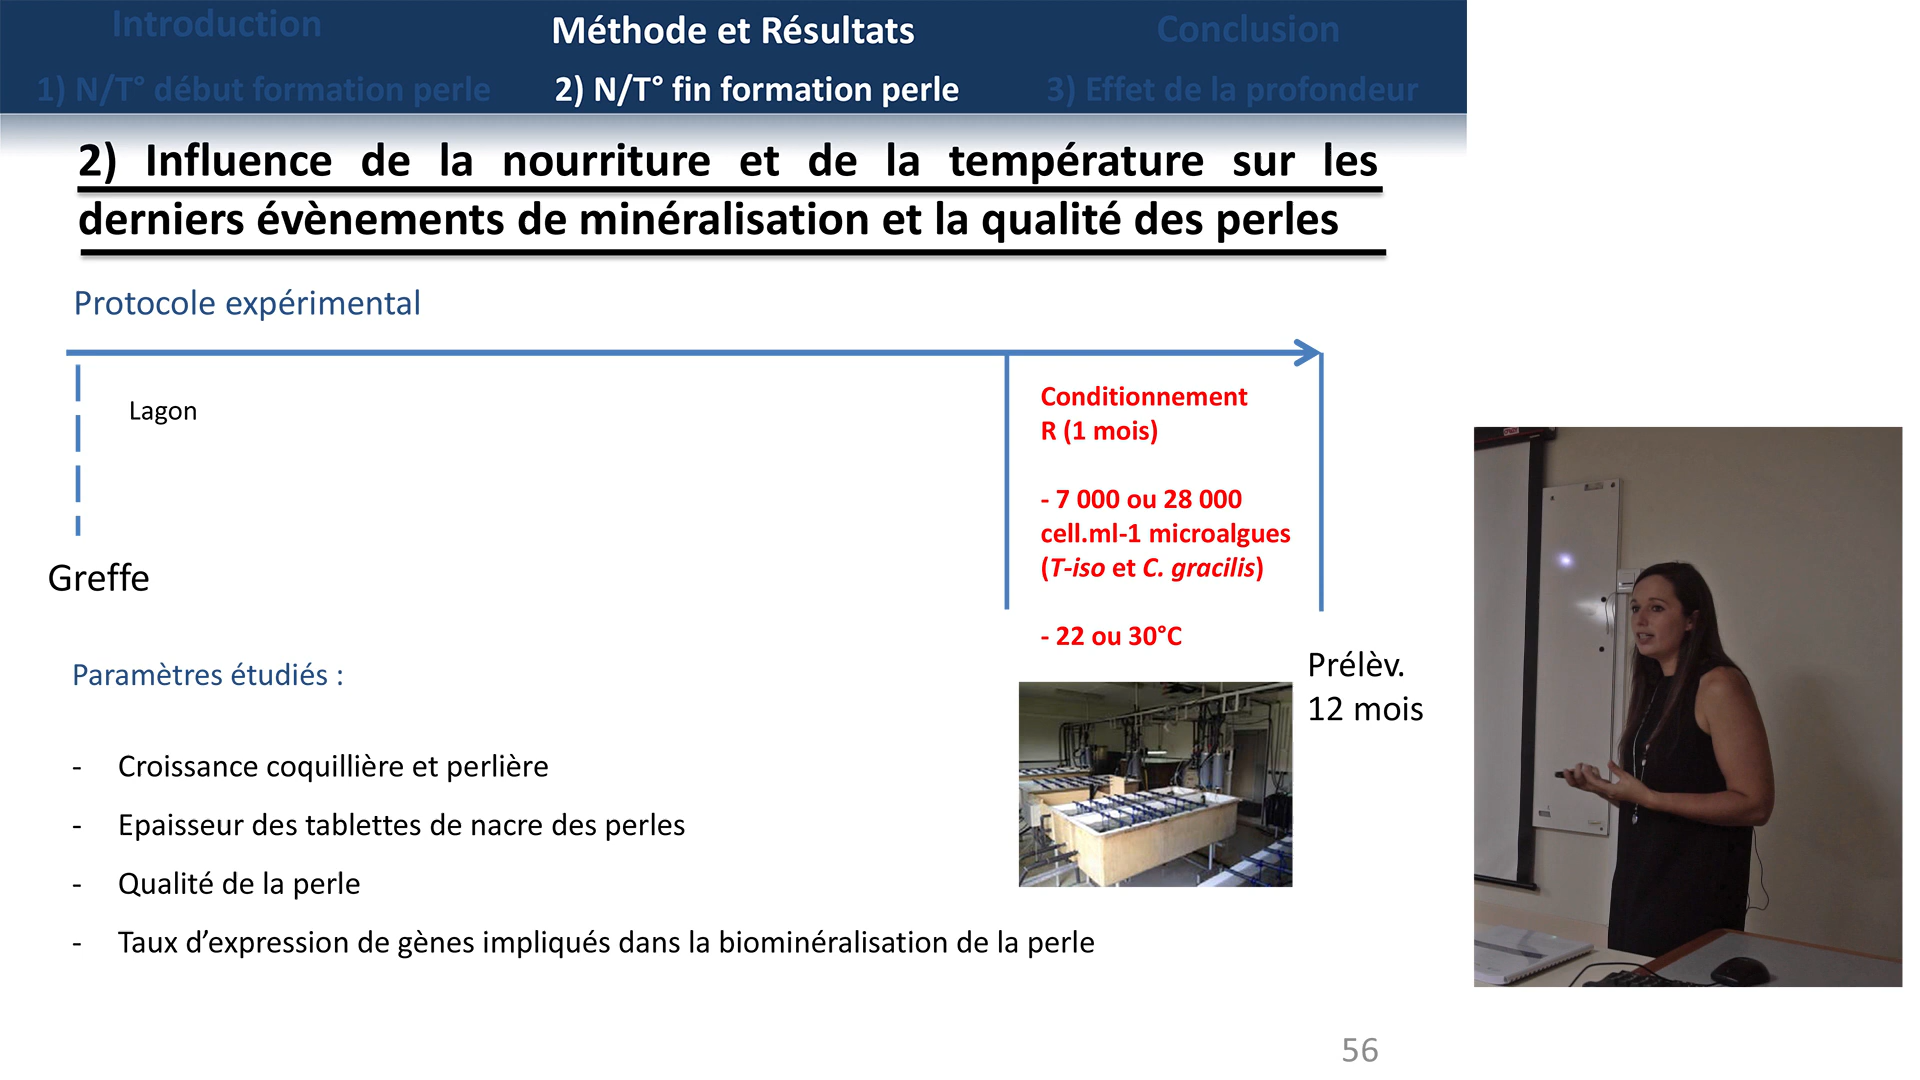 Introduction
Méthode et Résultats
Conclusion
1) N/T° début formation perle
2) N/T° fin formation perle
3) Effet de la profondeur
2) Influence de la nourriture et de la température sur les
derniers évènements de minéralisation et la qualité des perles
Protocole expérimental
Lagon
Conditionnement
R (1 mois)
- 7 000 ou 28 000
cell.ml-1 microalgues
(T-iso et C. gracilis)
- 22 ou 30°C
Greffe
Prélèv.
12 mois
Paramètres étudiés :
- Croissance coquillière et perlière
- Epaisseur des tablettes de nacre des perles
- Qualité de la perle
- Taux d’expression de gènes impliqués dans la biominéralisation de la perle
56